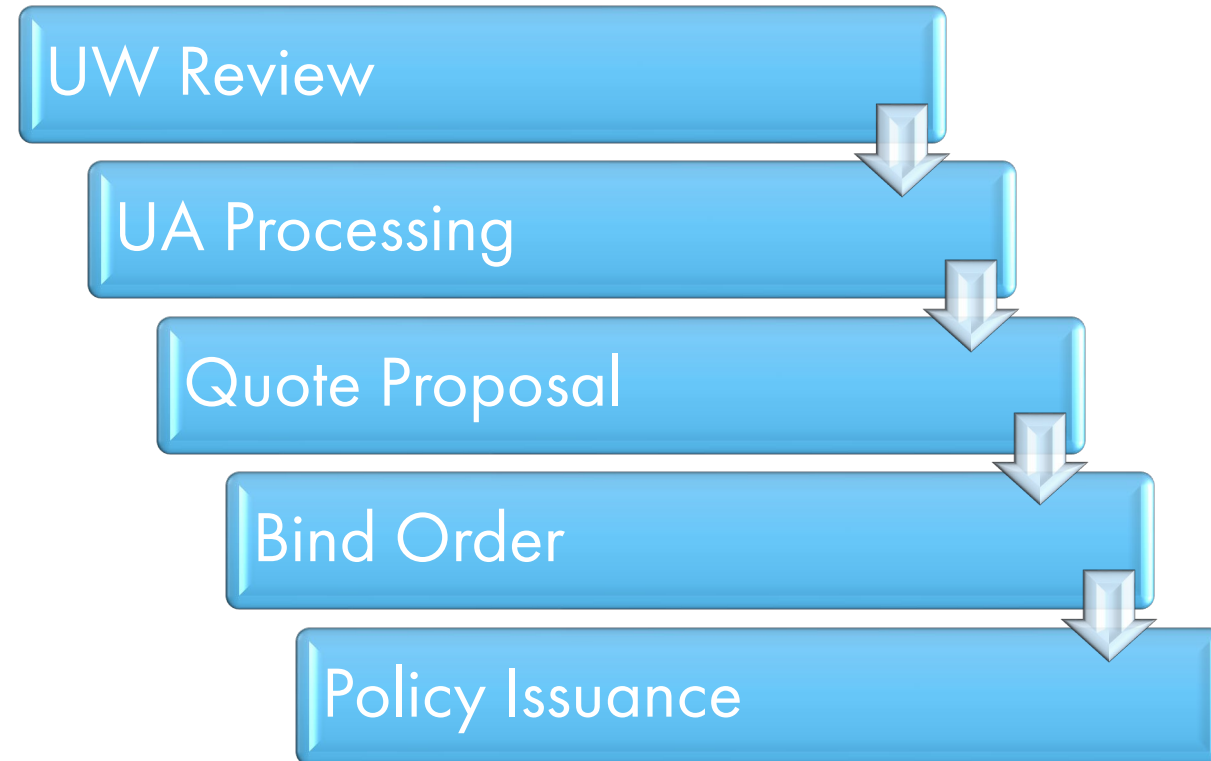 UW Review
UA Processing
Quote Proposal
Bind Order
Policy Issuance